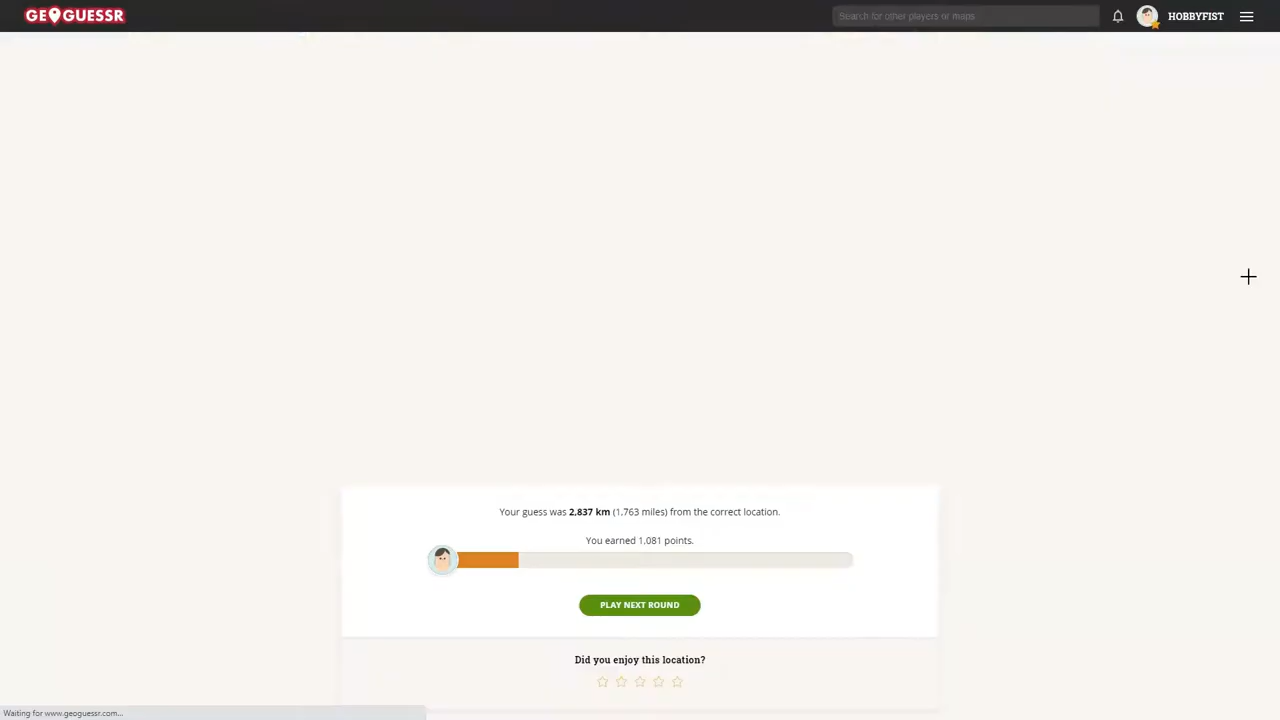 GEOGUESSR
Search for other players or maps
HOBBYFIST
Your guess was 2,837 km (1,763 miles) from the correct location.
You earned 1,081 points.
PLAY NEXT ROUND
Did you enjoy this location?
Waiting for www.geoguessr.com...